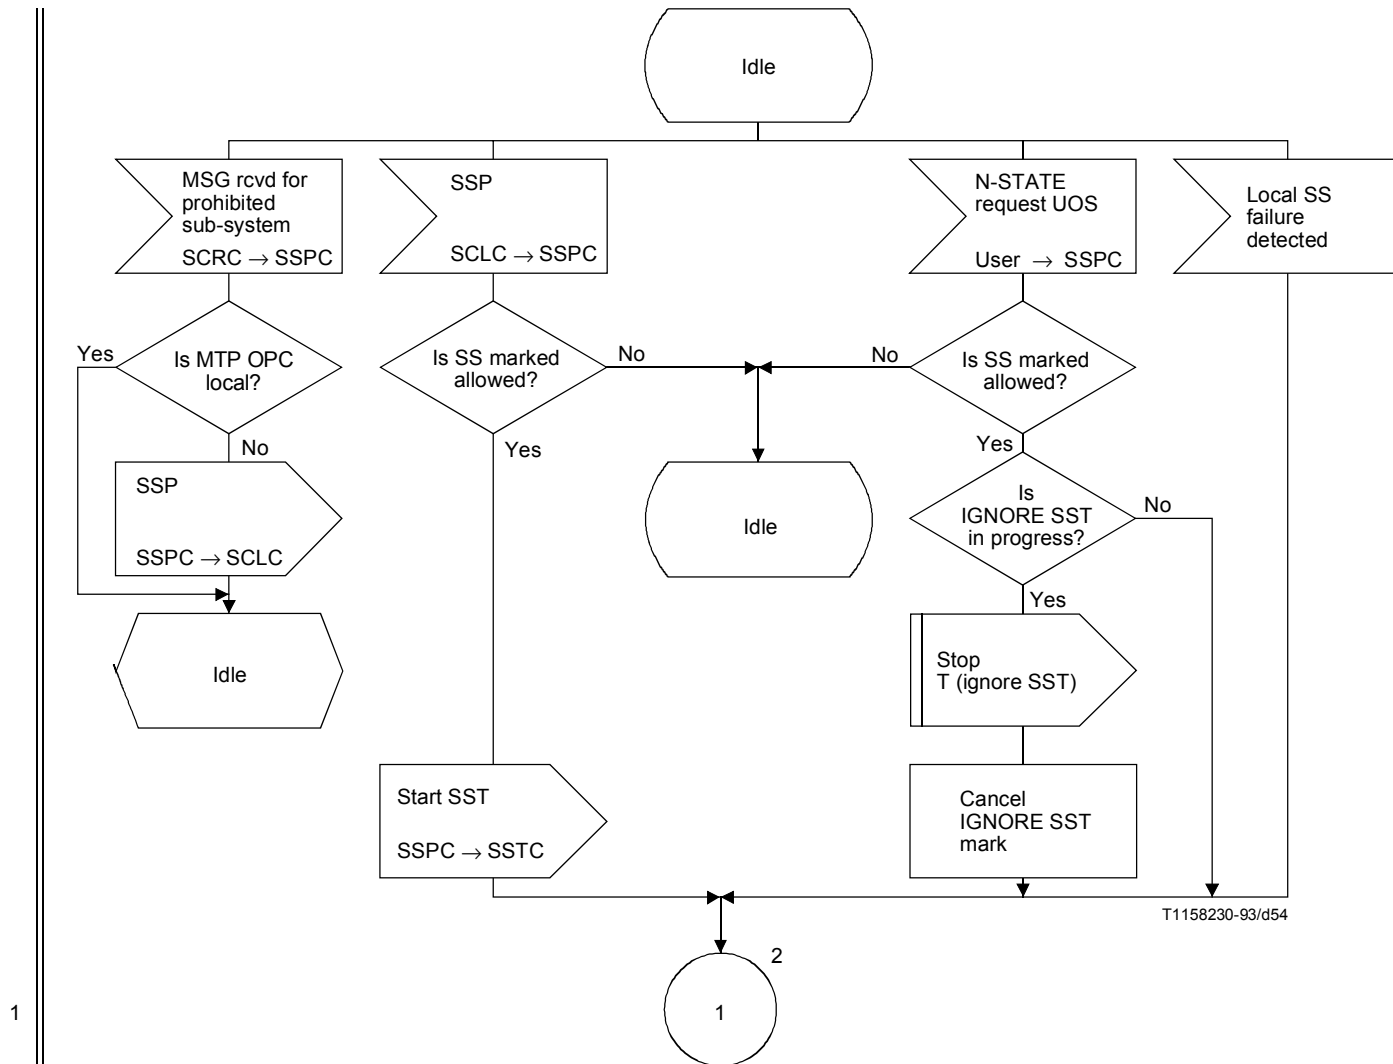 Idle
MSG rcvd for
prohibited
sub-system
SCRC → SSPC
SSP
SCLC → SSPC
N-STATE
request UOS
User → SSPC
Local SS
failure
detected
Yes
Is MTP OPC
local?
No
Is SS marked
allowed?
No
Yes
No
Is SS marked
allowed?
Yes
SSP
SSPC → SCLC
Idle
Idle
Is
IGNORE SST
in progress?
No
Yes
Stop
T (ignore SST)
Start SST
SSPC → SSTC
Cancel
IGNORE SST
mark
T1158230-93/d54
2
1
1